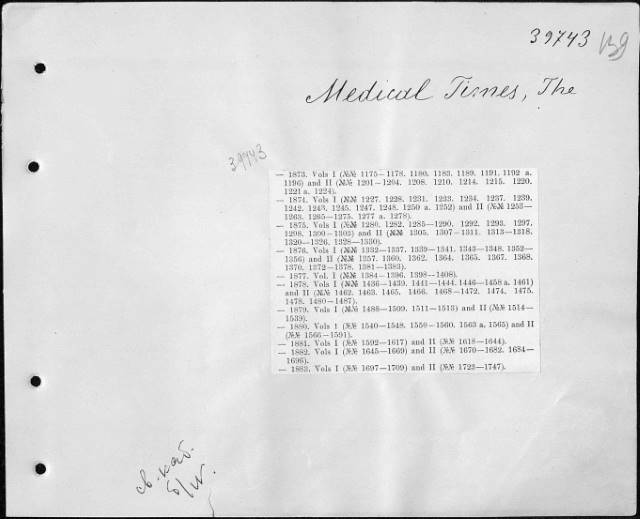 39743
Medical Times, The
39743
— 1873. Vols I (№№ 1175—1178. 1180. 1183. 1189. 1191. 1192 a.
1196) and II (№№ 1201—1204. 1208. 1210. 1214. 1215. 1220.
1221 a. 1224).
— 1874. Vols I (№№ 1227. 1228. 1231. 1233. 1234. 1237. 1239.
1242. 1243. 1245. 1247. 1248. 1250 a. 1252) and II (№№ 1253—
1263. 1265—1275. 1277 a. 1278).
— 1875. Vols I (№№ 1280. 1282. 1285—1290. 1292. 1293. 1297.
1298. 1300—1303) and II (№№ 1305. 1307—1311. 1313—1318.
1320—1326. 1328—1330).
— 1876. Vols I (№№ 1332—1337. 1339—1341. 1343—1348. 1352—
1356) and II (№№ 1357. 1360. 1362. 1364. 1365. 1367. 1368.
1370. 1372—1378. 1381—1383).
— 1877. Vol. I (№№ 1384—1396. 1398—1408).
— 1878. Vols I (№№ 1436—1439. 1441—1444. 1446—1458 a. 1461)
and II (№№ 1462. 1463. 1465. 1466. 1468—1472. 1474. 1475.
1478. 1480—1487).
— 1879. Vols I (№№ 1488—1509. 1511—1513) and II (№№ 1514—
1539).
— 1880. Vols I (№№ 1540—1548. 1550—1560. 1563 a. 1565) and II
(№№ 1566—1591).
— 1881. Vols I (№№ 1592—1617) and II (№№ 1618—1644).
— 1882. Vols I (№№ 1645—1669) and II (№№ 1670—1682. 1684—
1696).
— 1883. Vols I (№№ 1697—1709) and II (№№ 1723—1747).
св. каб.
б/н.